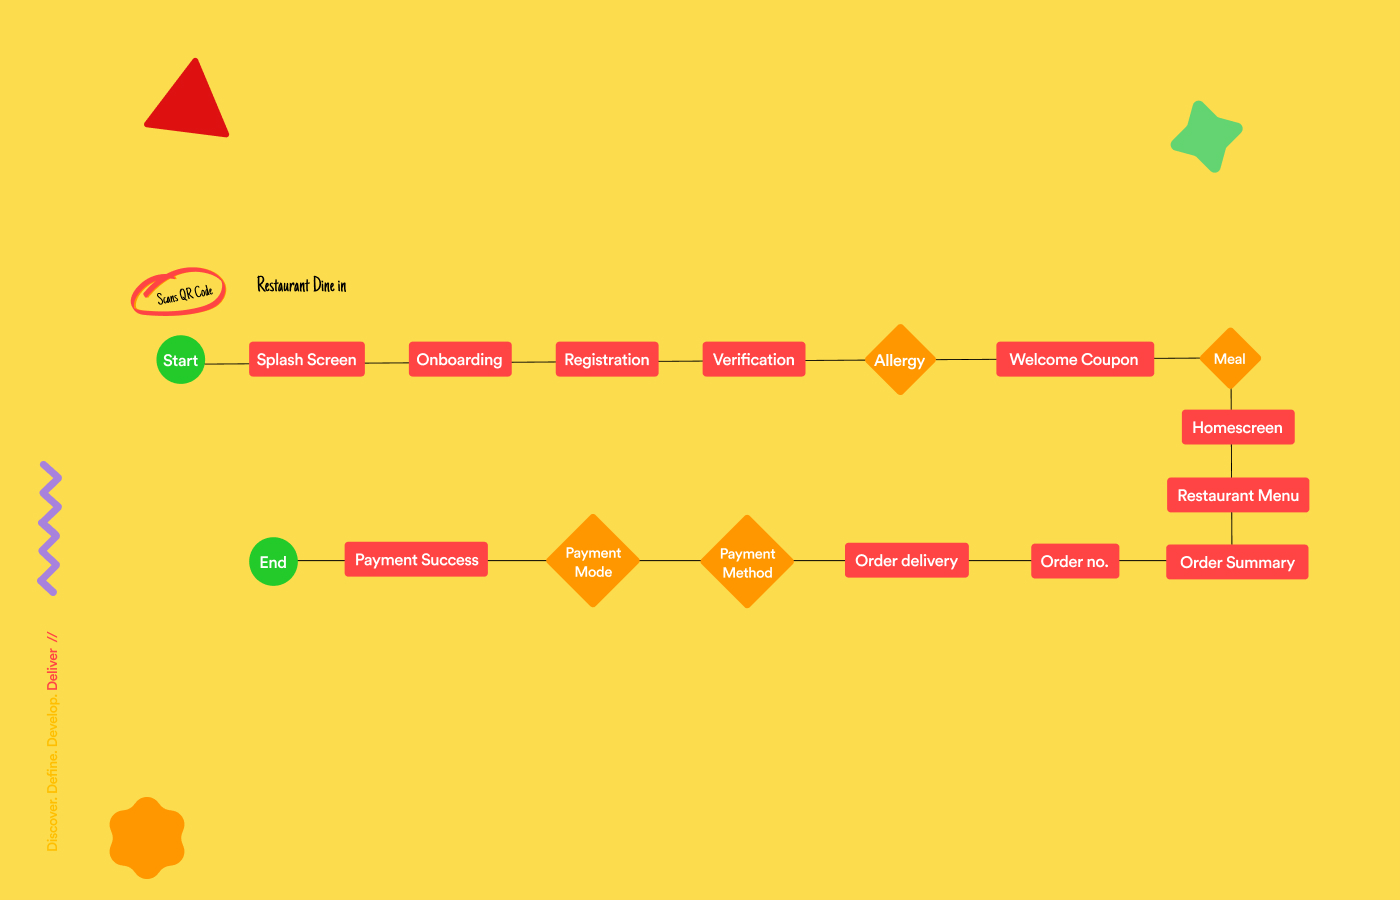 Scans QR Code
Restaurant Dine in
Start
Splash Screen
Onboarding
Registration
Verification
Allergy
Welcome Coupon
Meal
Homescreen
Restaurant Menu
Order Summary
Order no.
Order delivery
Payment
Method
Payment
Mode
Payment Success
End
Discover. Define. Develop. Deliver //